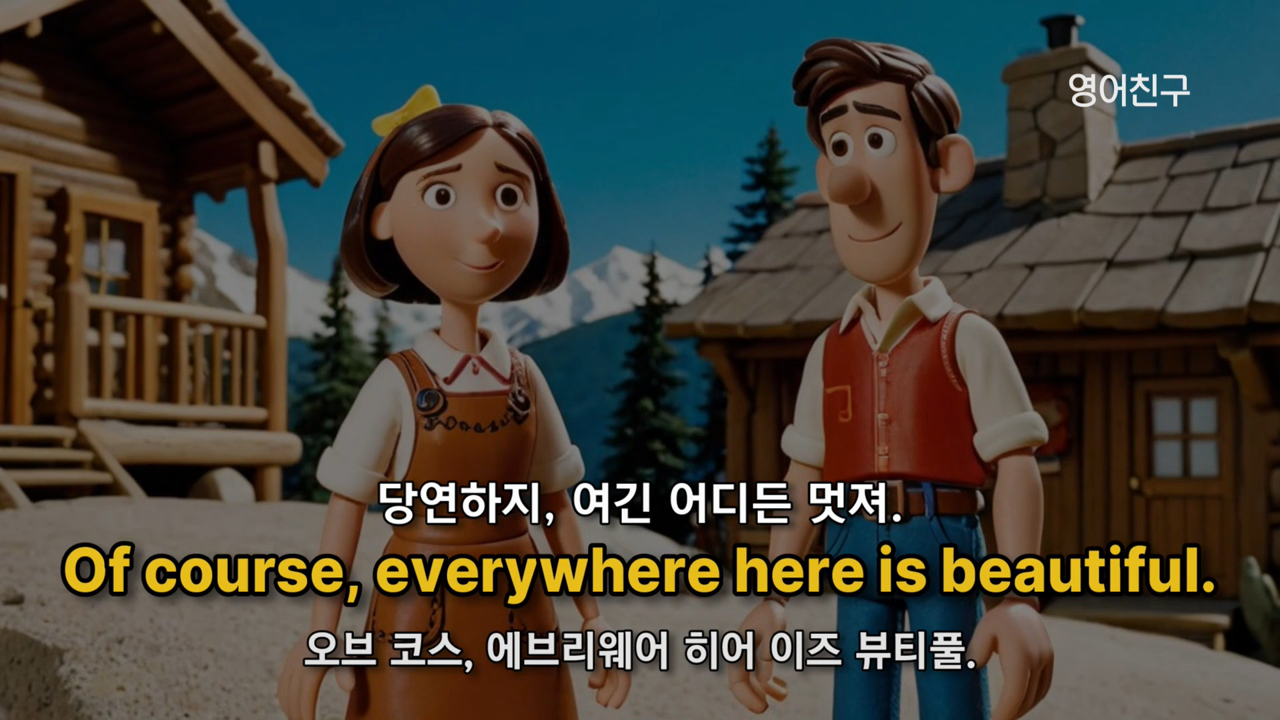 영어친구
당연하지, 여긴 어디든 멋져.
Of course, everywhere here is beautiful.
오브 코스, 에브리웨어 히어 이즈 뷰티풀.